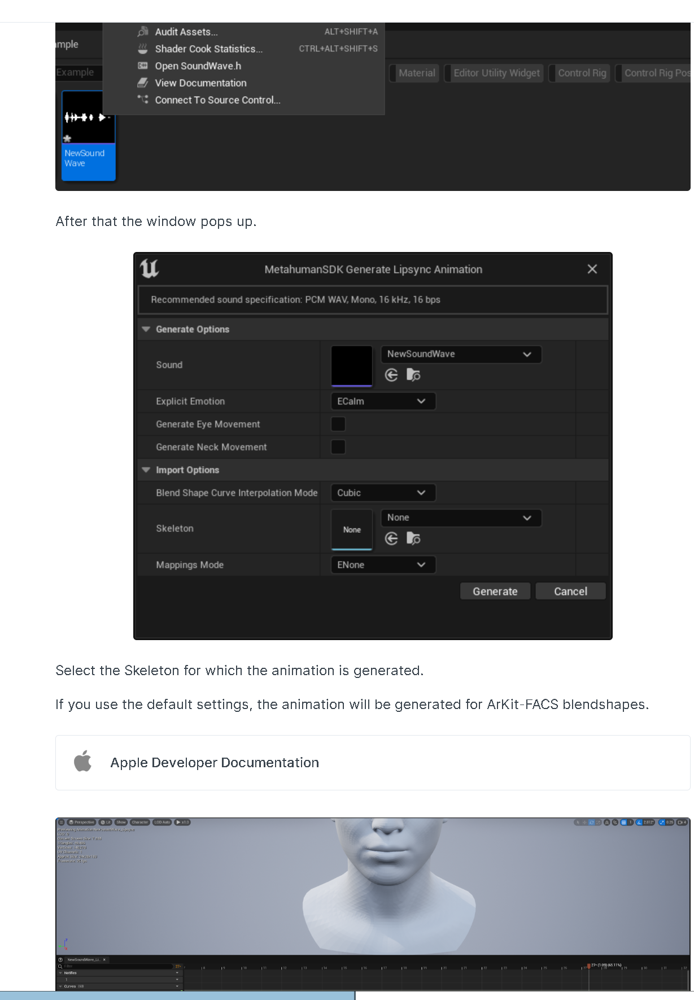 Audit Assets... ALT+SHIFT+A
mple
Shader Cook Statistics... CTRL+ALT+SHIFT+S
Open SoundWave.h
Example
Material Editor Utility Widget Control Rig Control Rig Pos
View Documentation
Connect To Source Control...
NewSound
Wave
After that the window pops up.
MetahumanSDK Generate Lipsync Animation
Recommended sound specification: PCM WAV, Mono, 16 kHz, 16 bps
Generate Options
Sound NewSoundWave
Explicit Emotion ECalm
Generate Eye Movement
Generate Neck Movement
Import Options
Blend Shape Curve Interpolation Mode Cubic
Skeleton None None
Mappings Mode ENone
Generate Cancel
Select the Skeleton for which the animation is generated.
If you use the default settings, the animation will be generated for ArKit-FACS blendshapes.
Apple Developer Documentation
Perspective Lit Show Character LOD Auto x1.0
Previewing Animation NewSoundWave_Lipsync
NewSoundWave_Li...
Filter 27*
Notifies
1
Curves